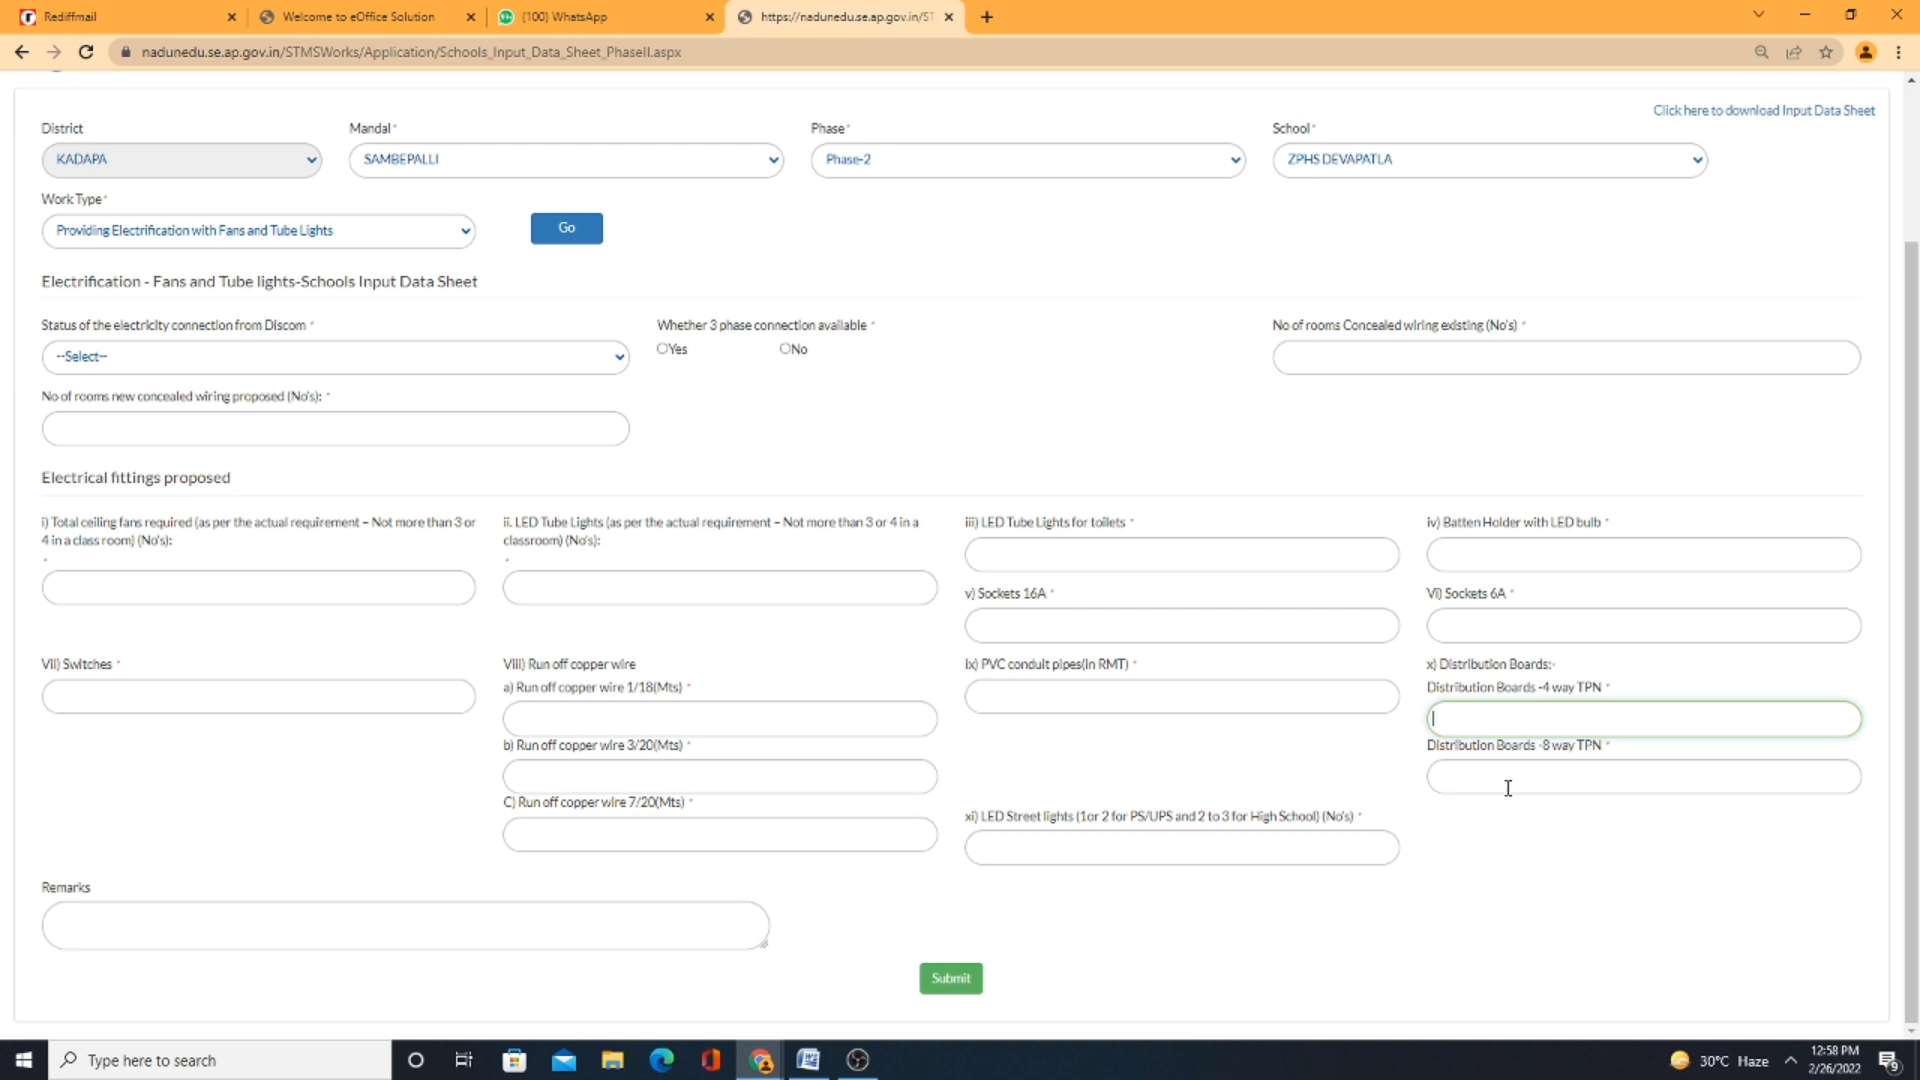 Rediffmail
Welcome to eOffice Solution
(100) WhatsApp
https://nadunedu.se.ap.gov.in/ST
nadunedu.se.ap.gov.in/STMSWorks/Application/Schools_Input_Data_Sheet_PhaseII.aspx
Click here to download Input Data Sheet
District
Mandal*
Phase*
School*
KADAPA
SAMBEPALLI
Phase-2
ZPHS DEVAPATLA
Work Type*
Providing Electrification with Fans and Tube Lights
Go
Electrification - Fans and Tube lights-Schools Input Data Sheet
Status of the electricity connection from Discom *
Whether 3 phase connection available *
No of rooms Concealed wiring existing (No's) *
--Select--
Yes
No
No of rooms new concealed wiring proposed (No's): *
Electrical fittings proposed
i) Total ceiling fans required (as per the actual requirement – Not more than 3 or
4 in a class room) (No's):
*
ii. LED Tube Lights (as per the actual requirement – Not more than 3 or 4 in a
classroom) (No's):
*
iii) LED Tube Lights for toilets *
iv) Batten Holder with LED bulb *
v) Sockets 16A *
Vi) Sockets 6A *
Vii) Switches *
Viii) Run off copper wire
a) Run off copper wire 1/18(Mts) *
b) Run off copper wire 3/20(Mts) *
C) Run off copper wire 7/20(Mts) *
ix) PVC conduit pipes(in RMT) *
x) Distribution Boards:-
Distribution Boards -4 way TPN *
Distribution Boards -8 way TPN *
xi) LED Street lights (1or 2 for PS/UPS and 2 to 3 for High School) (No's) *
Remarks
Submit
Type here to search
30°C Haze
12:58 PM
2/26/2022
9